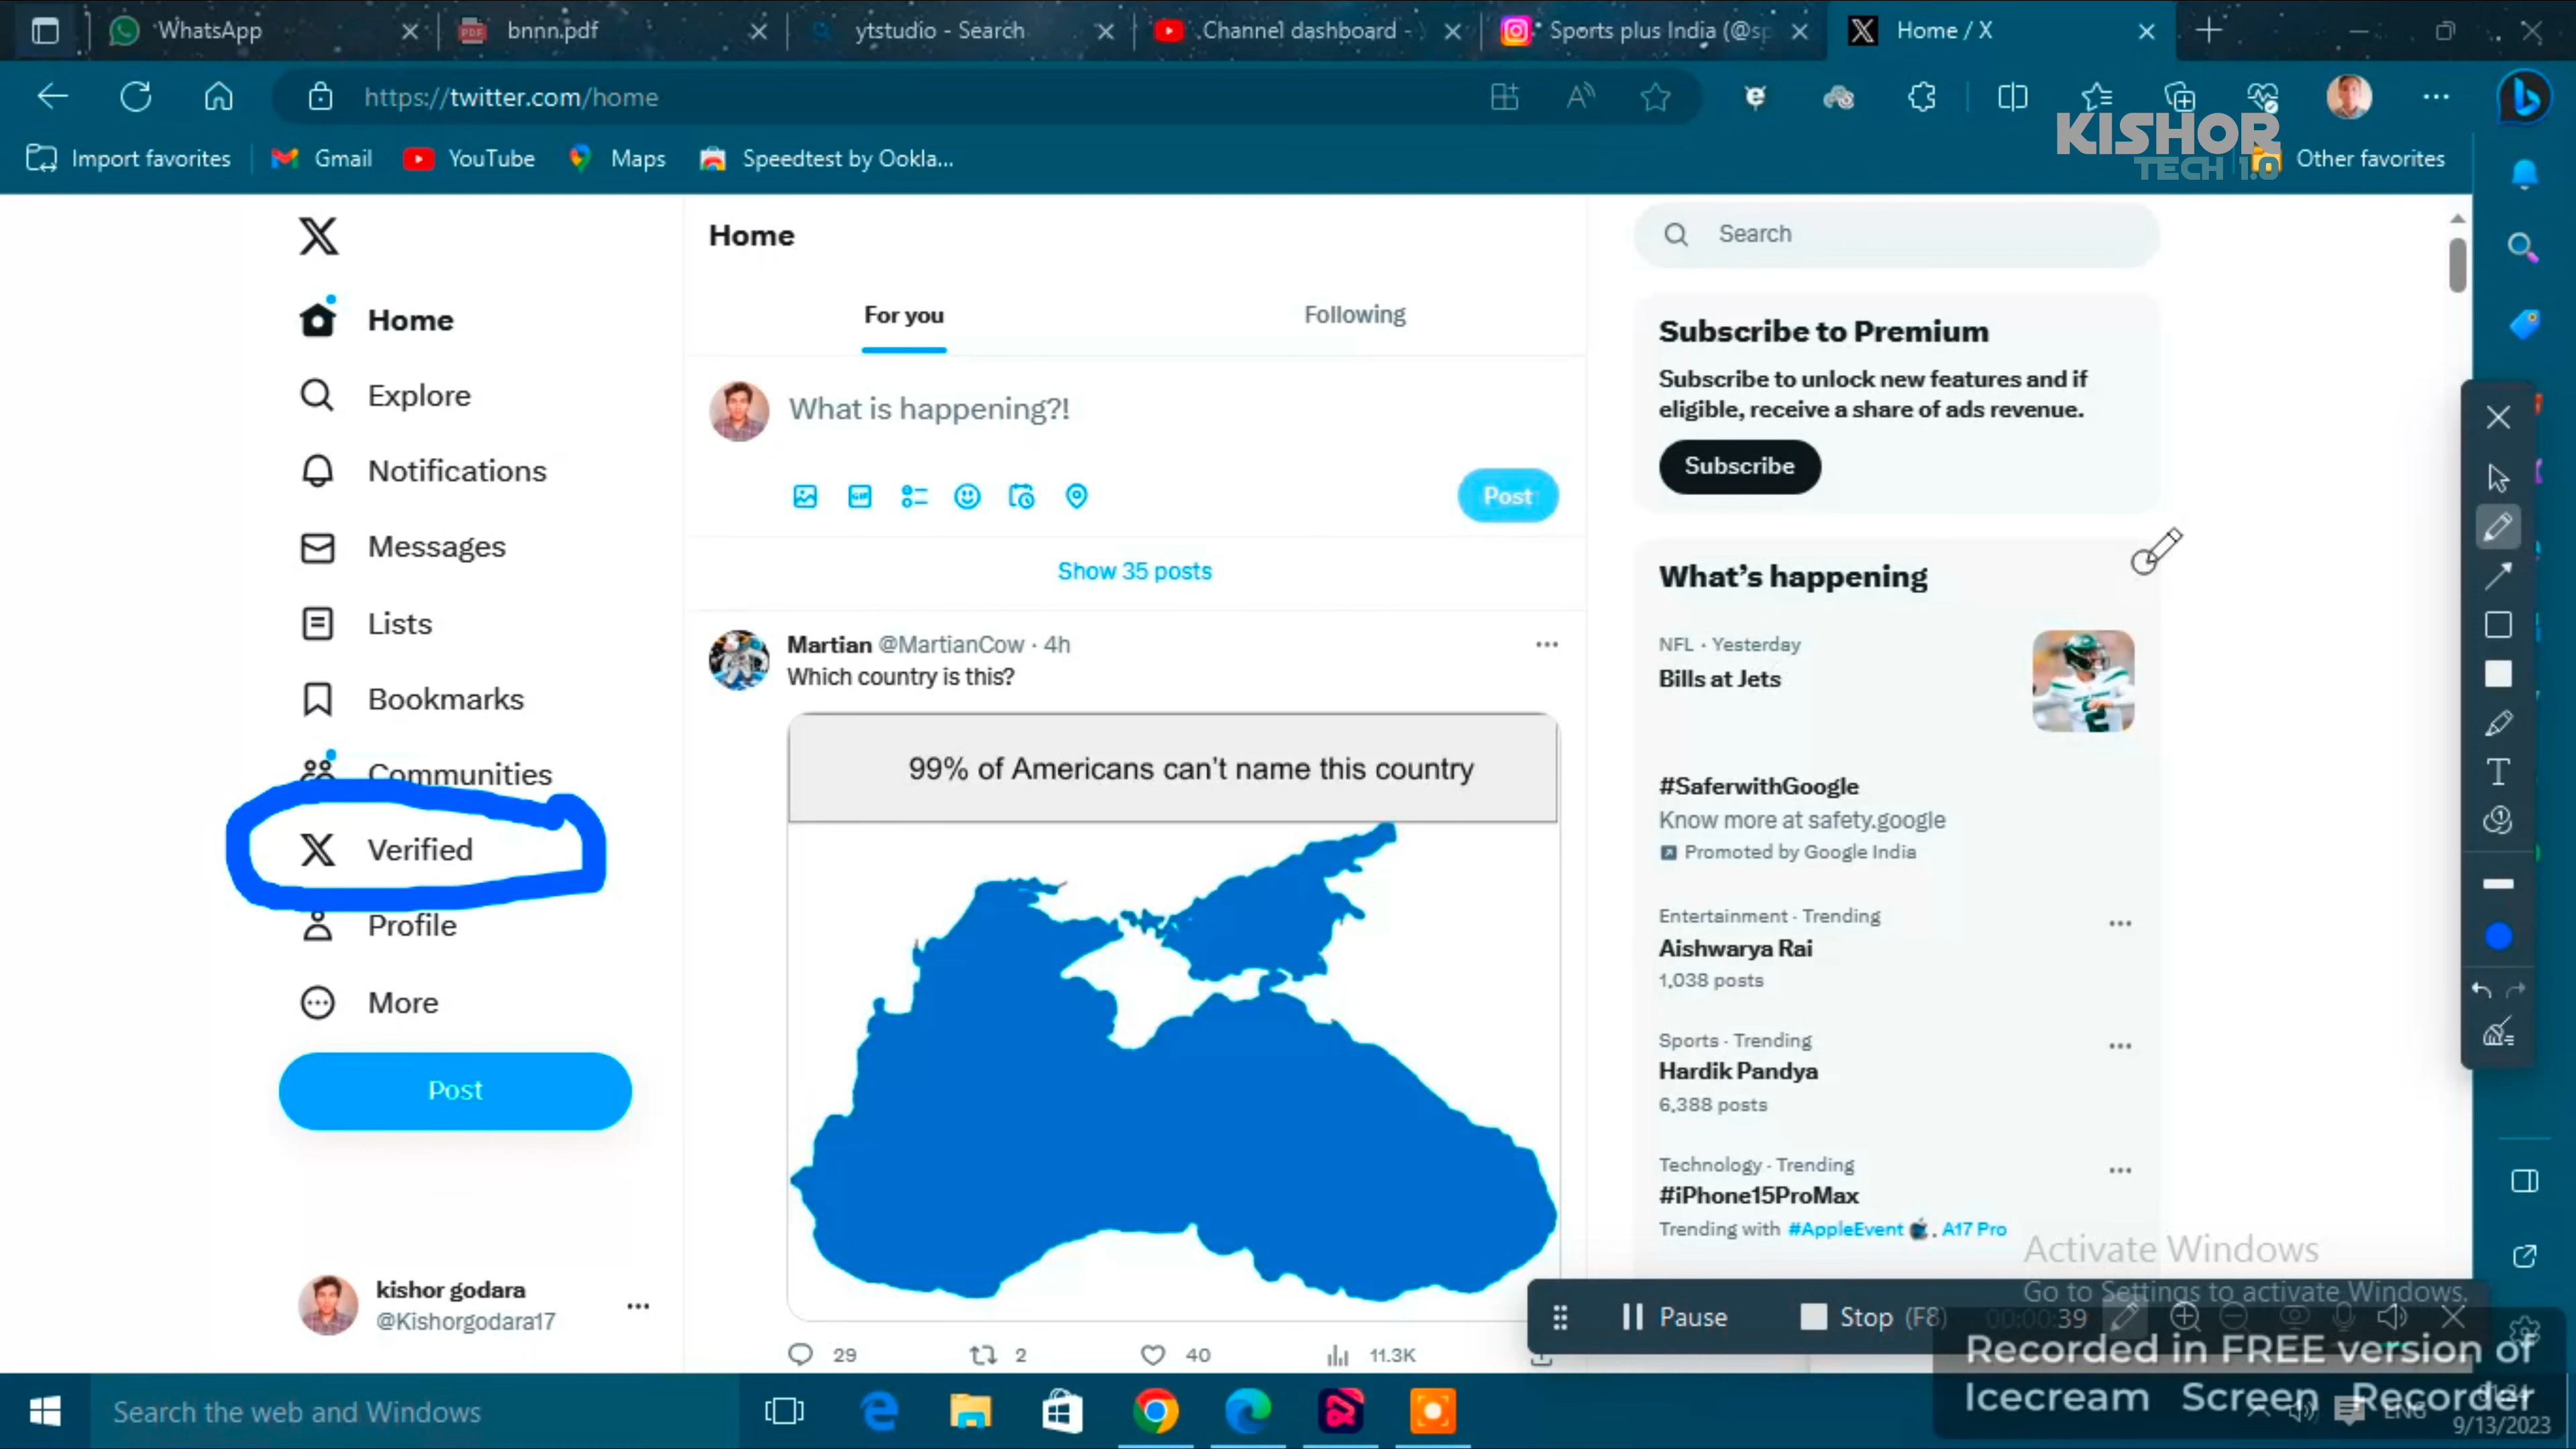 WhatsApp
bnnn.pdf
ytstudio - Search
Channel dashboard -
Sports plus India (@sp
Home / X
https://twitter.com/home
KISHOR
TECH 1.0
Import favorites
Gmail
YouTube
Maps
Speedtest by Ookla...
Other favorites
Home
Explore
Notifications
Messages
Lists
Bookmarks
Communities
Verified
Profile
More
Post
kishor godara
@Kishorgodara17
Home
For you
Following
What is happening?!
GIF
Post
Show 35 posts
Martian @MartianCow · 4h
Which country is this?
99% of Americans can't name this country
29
2
40
11.3K
Search
Subscribe to Premium
Subscribe to unlock new features and if
eligible, receive a share of ads revenue.
Subscribe
What's happening
NFL · Yesterday
Bills at Jets
#SaferwithGoogle
Know more at safety.google
Promoted by Google India
Entertainment · Trending
Aishwarya Rai
1,038 posts
Sports · Trending
Hardik Pandya
6,388 posts
Technology · Trending
#iPhone15ProMax
Trending with #AppleEvent , A17 Pro
Activate Windows
Go to Settings to activate Windows.
Pause
Stop (F8)
00:00:39
Recorded in FREE version of
Icecream Screen Recorder
Search the web and Windows
ENG
9/13/2023